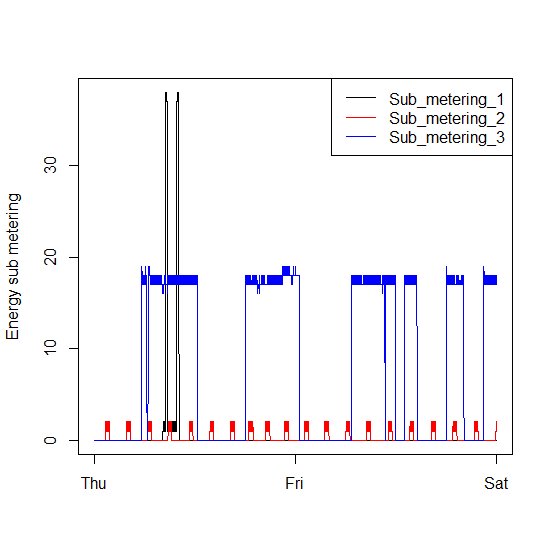 Sub_metering_1
Sub_metering_2
Sub_metering_3
Energy sub metering
30
20
10
0
Thu Fri Sat